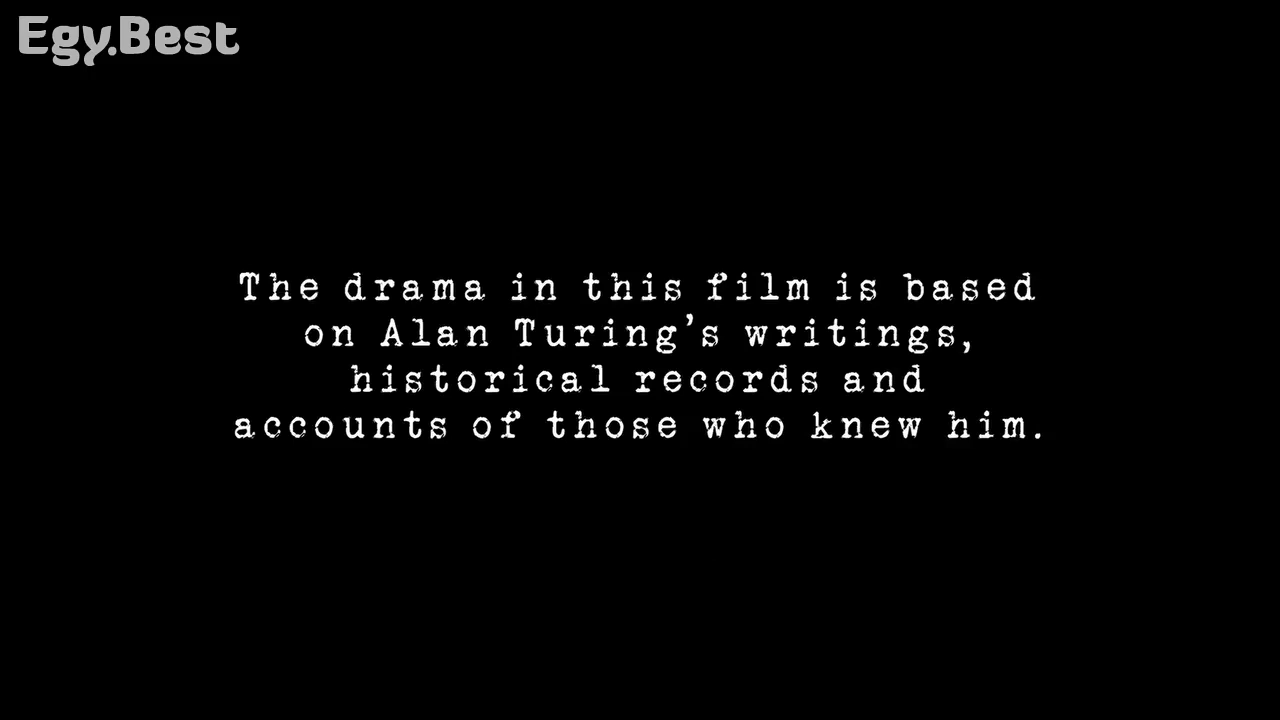 Egy.Best
The drama in this film is based
on Alan Turing’s writings,
historical records and
accounts of those who knew him.